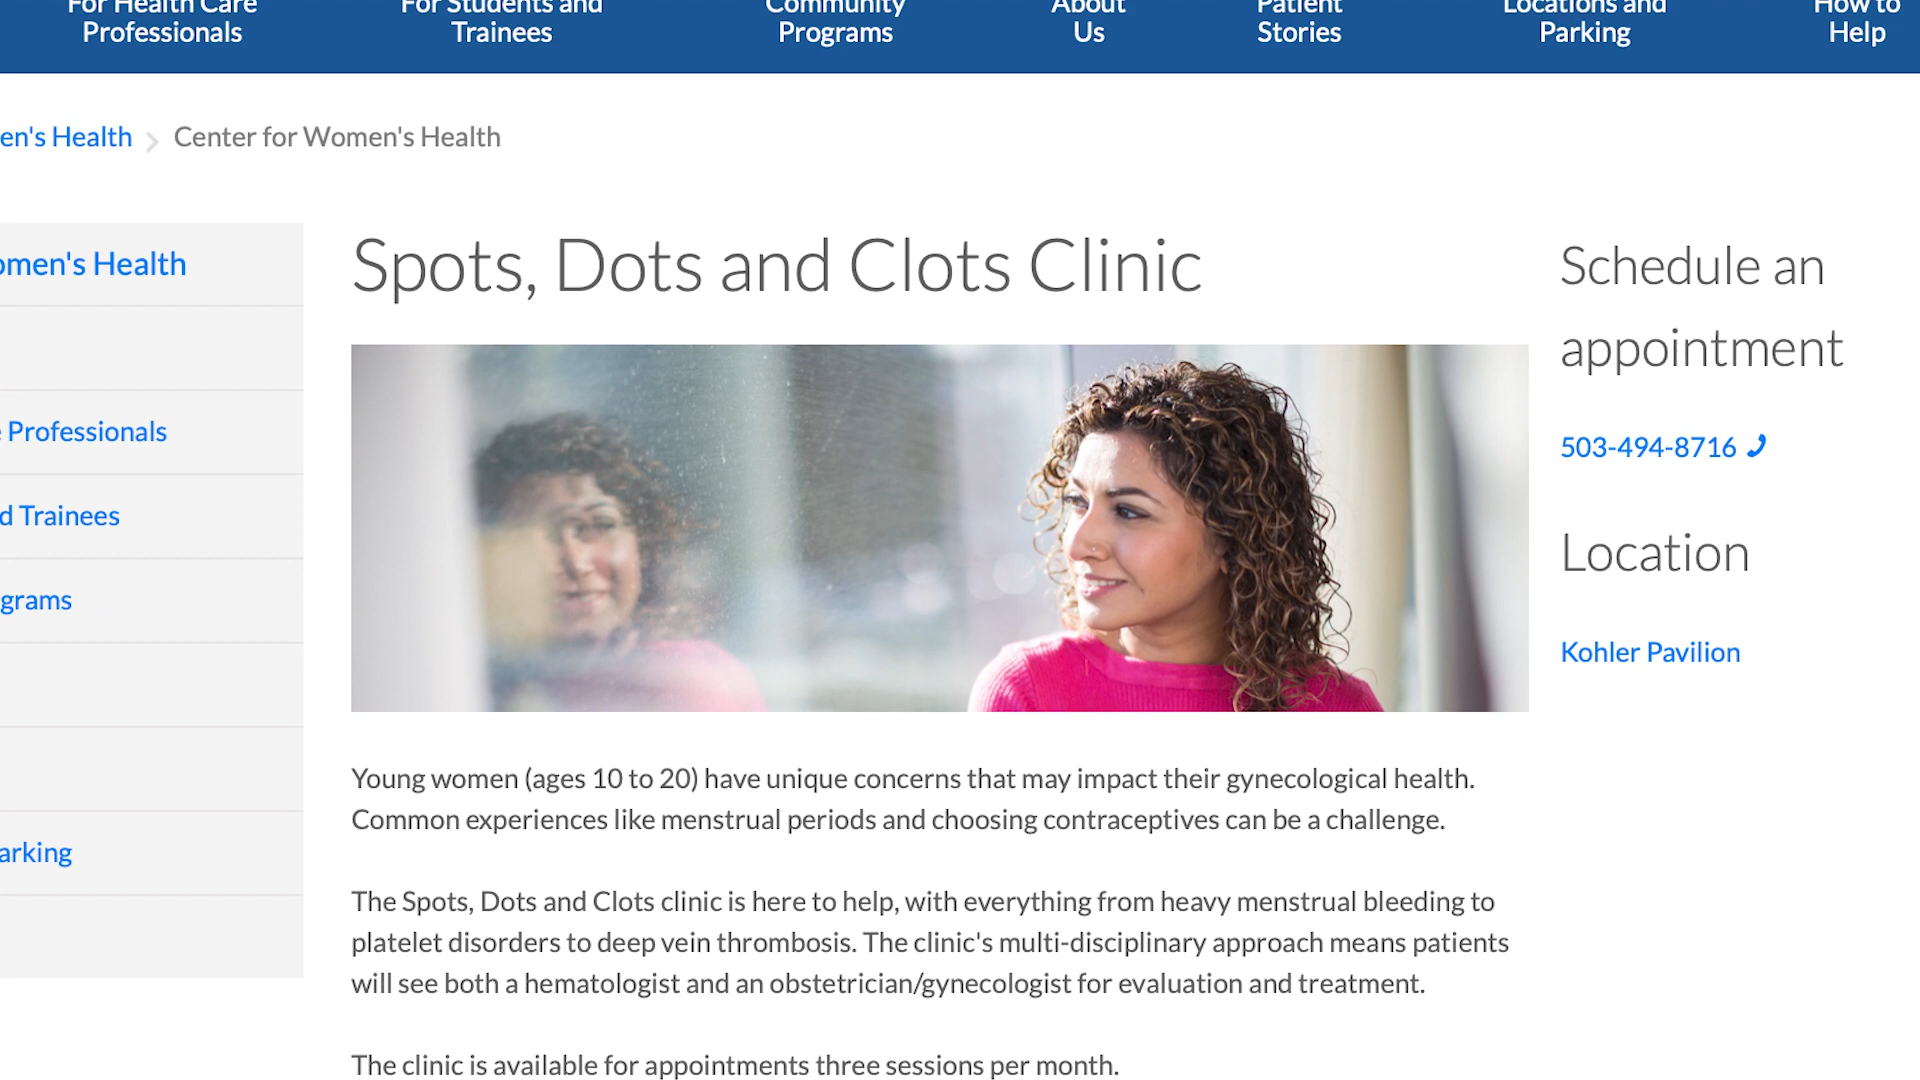 For Health Care Professionals
For Students and Trainees
Community Programs
About Us
Patient Stories
Locations and Parking
How to Help
en's Health > Center for Women's Health
omen's Health
Professionals
d Trainees
grams
arking
Spots, Dots and Clots Clinic
Young women (ages 10 to 20) have unique concerns that may impact their gynecological health.
Common experiences like menstrual periods and choosing contraceptives can be a challenge.
The Spots, Dots and Clots clinic is here to help, with everything from heavy menstrual bleeding to
platelet disorders to deep vein thrombosis. The clinic's multi-disciplinary approach means patients
will see both a hematologist and an obstetrician/gynecologist for evaluation and treatment.
The clinic is available for appointments three sessions per month.
Schedule an
appointment
503-494-8716
Location
Kohler Pavilion